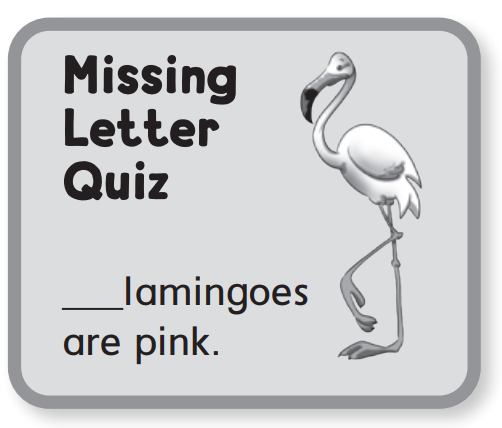 Missing
Letter
Quiz
___lamingoes
are pink.